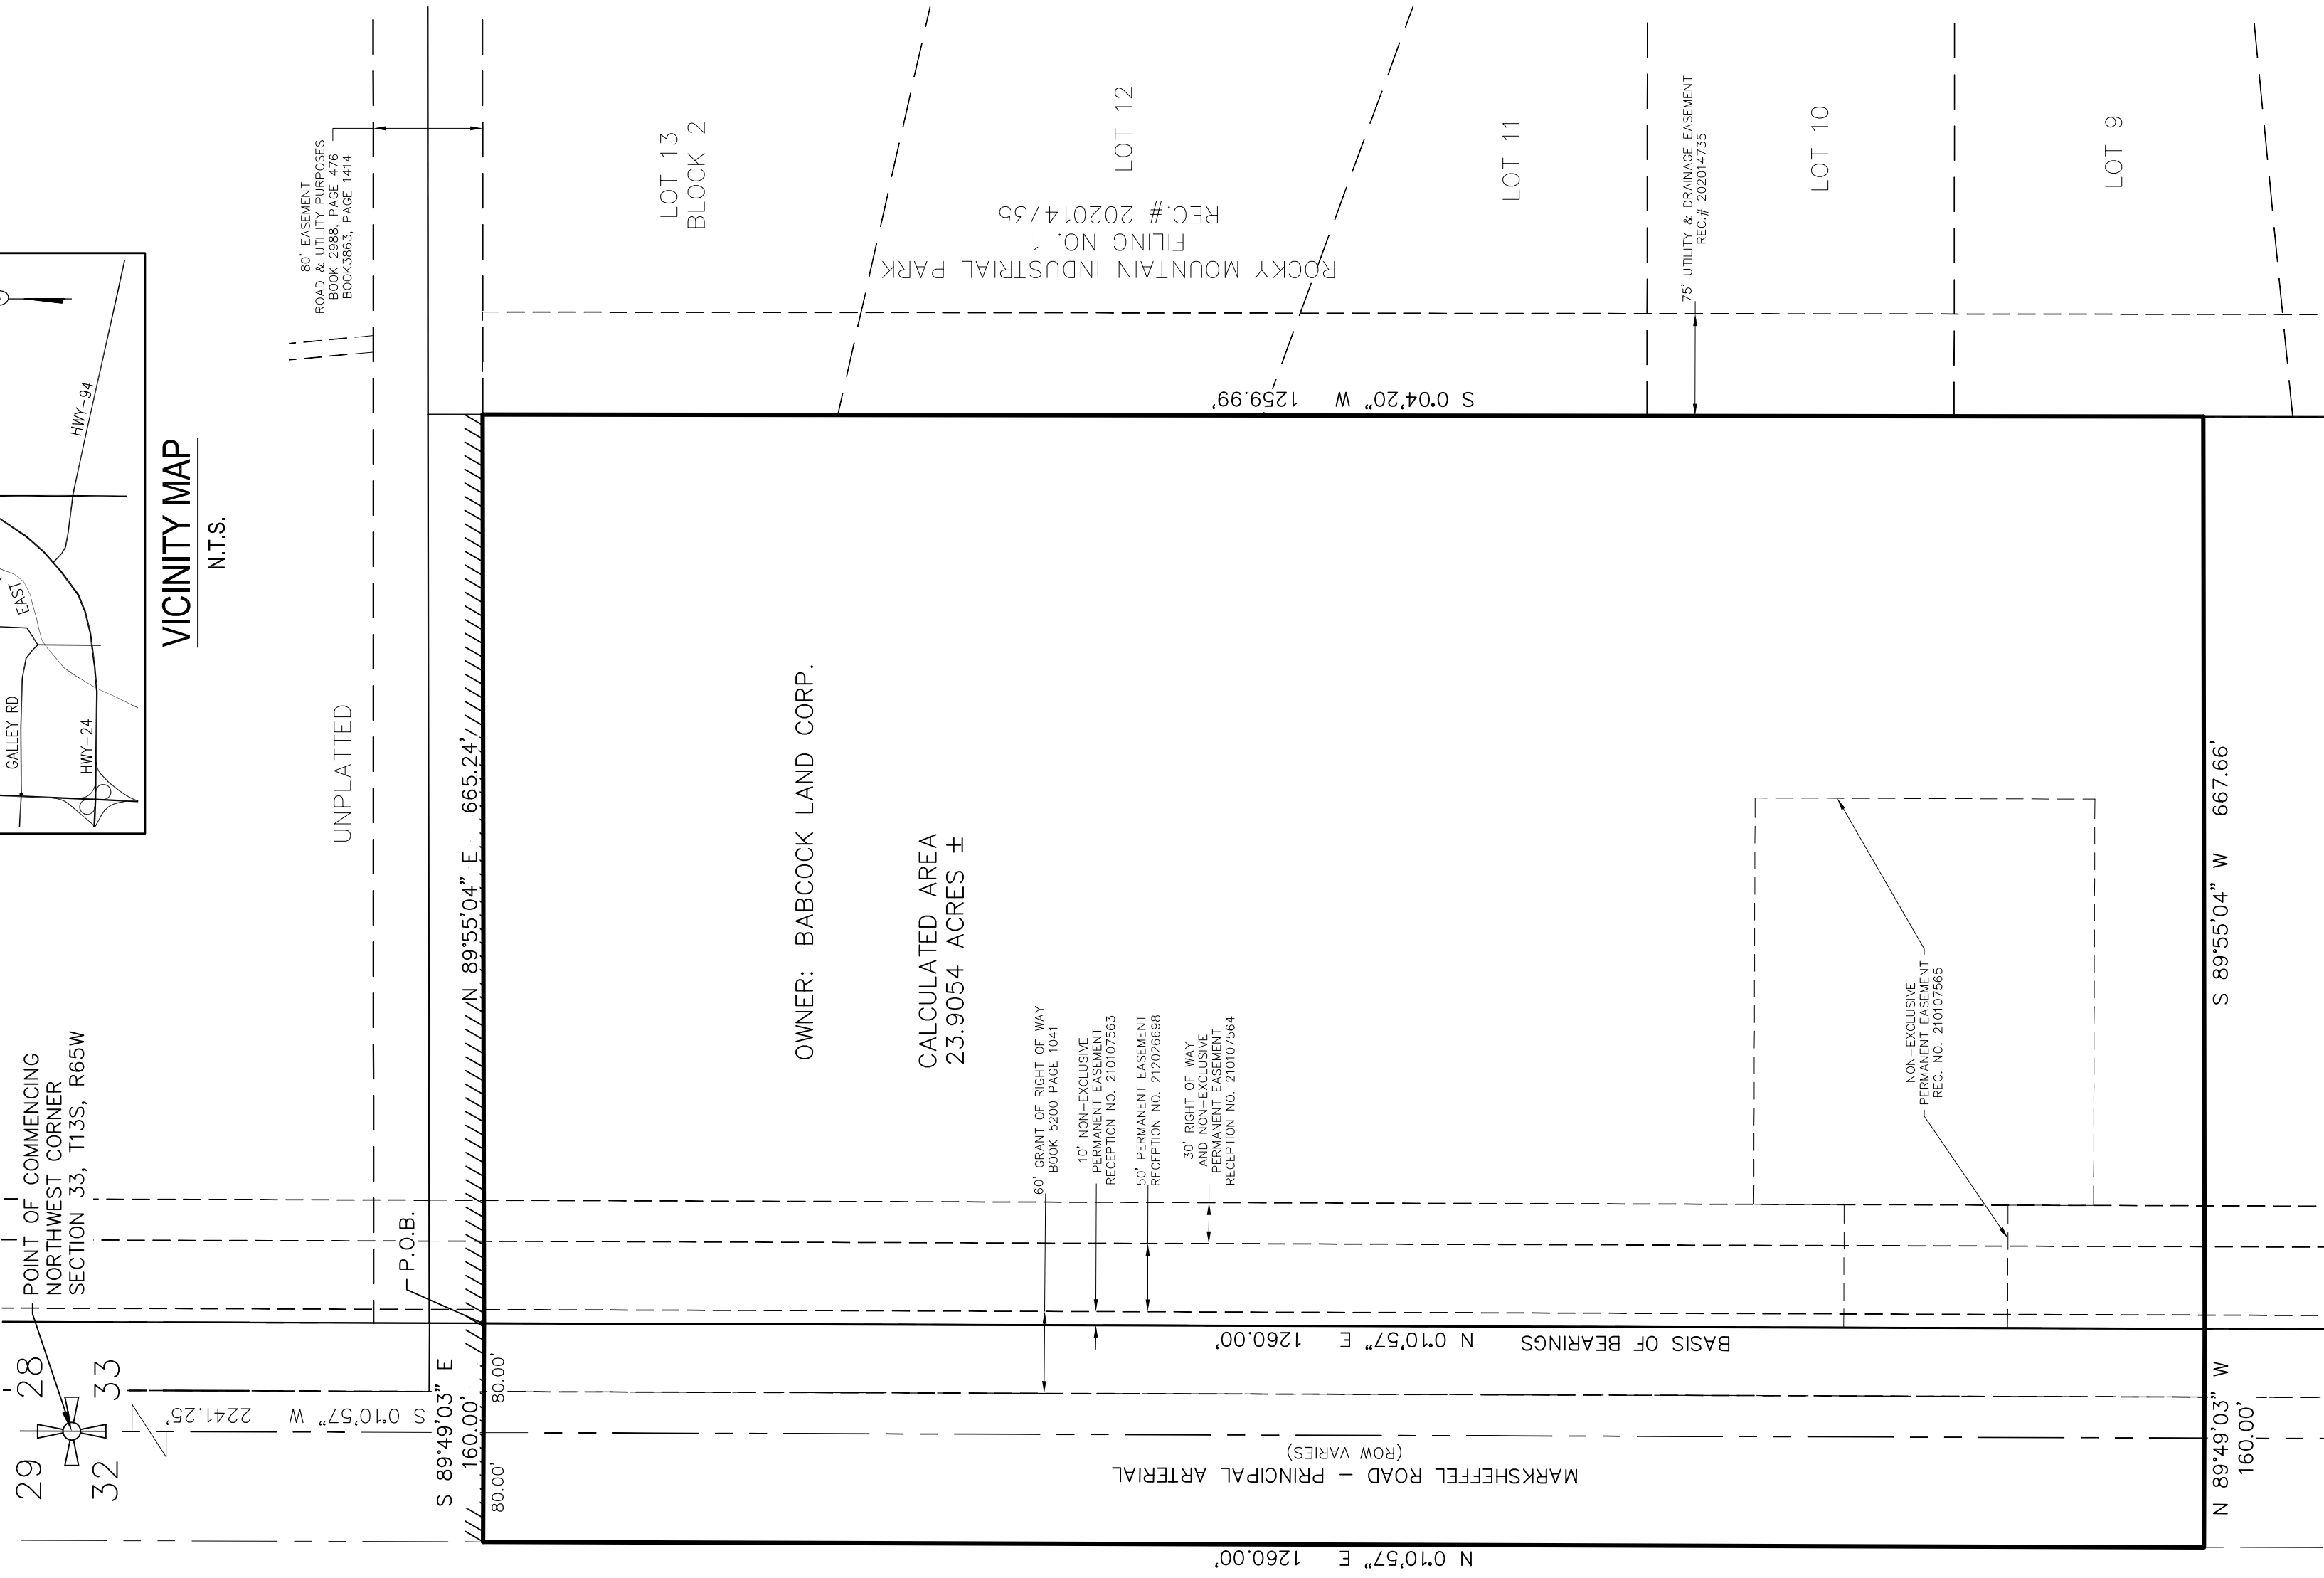 GALLEY RD
EAST
HWY-24
HWY-94
VICINITY MAP
N.T.S.
80' EASEMENT
ROAD & UTILITY PURPOSES
BOOK 2988, PAGE 476
BOOK3863, PAGE 1414
UNPLATTED
29 28
32 33
POINT OF COMMENCING
NORTHWEST CORNER
SECTION 33, T13S, R65W
S 0°10'57" W 2241.25'
P.O.B.
S 89°49'03" E
160.00'
80.00'
80.00'
N 89°55'04" E 665.24'
LOT 13
BLOCK 2
LOT 12
LOT 11
LOT 10
LOT 9
ROCKY MOUNTAIN INDUSTRIAL PARK
FILING NO. 1
REC.# 202014735
75' UTILITY & DRAINAGE EASEMENT
REC.# 202014735
S 0°04'20" W 1259.99'
OWNER: BABCOCK LAND CORP.
CALCULATED AREA
23.9054 ACRES ±
60' GRANT OF RIGHT OF WAY
BOOK 5200 PAGE 1041
10' NON-EXCLUSIVE
PERMANENT EASEMENT
RECEPTION NO. 210107563
50' PERMANENT EASEMENT
RECEPTION NO. 212026698
30' RIGHT OF WAY
AND NON-EXCLUSIVE
PERMANENT EASEMENT
RECEPTION NO. 210107564
NON-EXCLUSIVE
PERMANENT EASEMENT
REC. NO. 210107565
BASIS OF BEARINGS N 0°10'57" E 1260.00'
MARKSHEFFEL ROAD - PRINCIPAL ARTERIAL
(ROW VARIES)
N 0°10'57" E 1260.00'
S 89°55'04" W 667.66'
N 89°49'03" W
160.00'